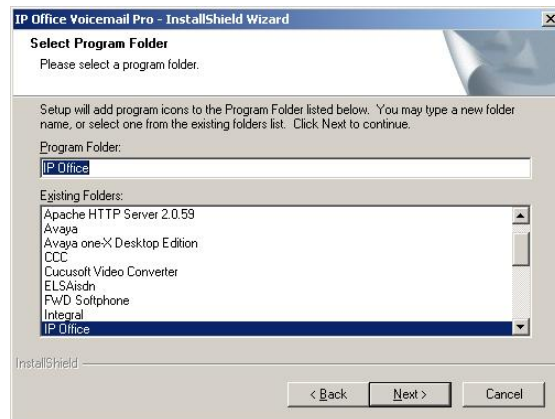 IP Office Voicemail Pro - InstallShield Wizard
Select Program Folder
Please select a program folder.
Setup will add program icons to the Program Folder listed below. You may type a new folder
name, or select one from the existing folders list. Click Next to continue.
Program Folder:
IP Office
Existing Folders:
Apache HTTP Server 2.0.59
Avaya
Avaya one-X Desktop Edition
CCC
Cucusoft Video Converter
ELSAisdn
FWD Softphone
Integral
IP Office
InstallShield
< Back Next > Cancel